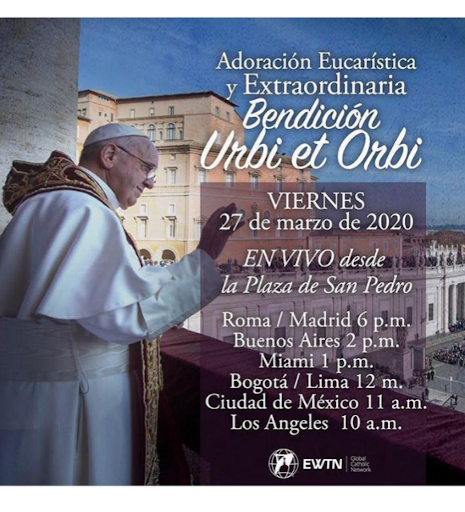 Adoración Eucarística
y Extraordinaria
Bendición
Urbi et Orbi
VIERNES
27 de marzo de 2020
EN VIVO desde
la Plaza de San Pedro
Roma / Madrid 6 p.m.
Buenos Aires 2 p.m.
Miami 1 p.m.
Bogotá / Lima 12 m.
Ciudad de México 11 a.m.
Los Angeles 10 a.m.
EWTN
Global
Catholic
Network